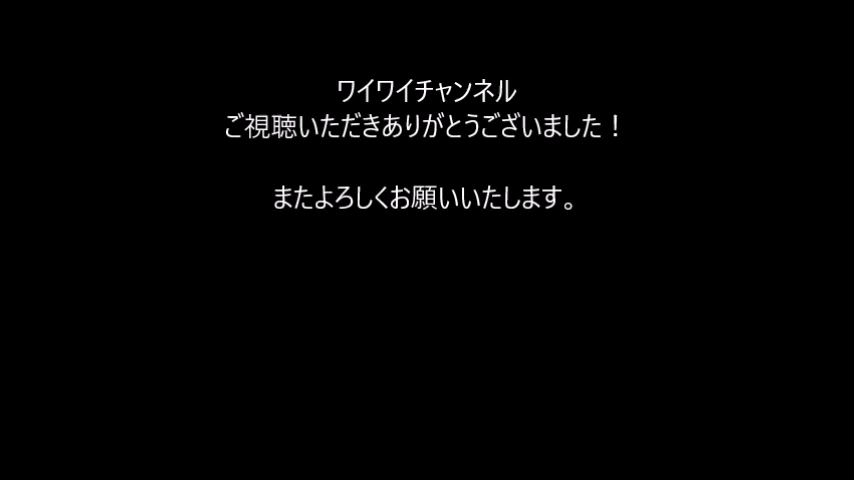 ワイワイチャンネル
ご視聴いただきありがとうございました！
またよろしくお願いいたします。